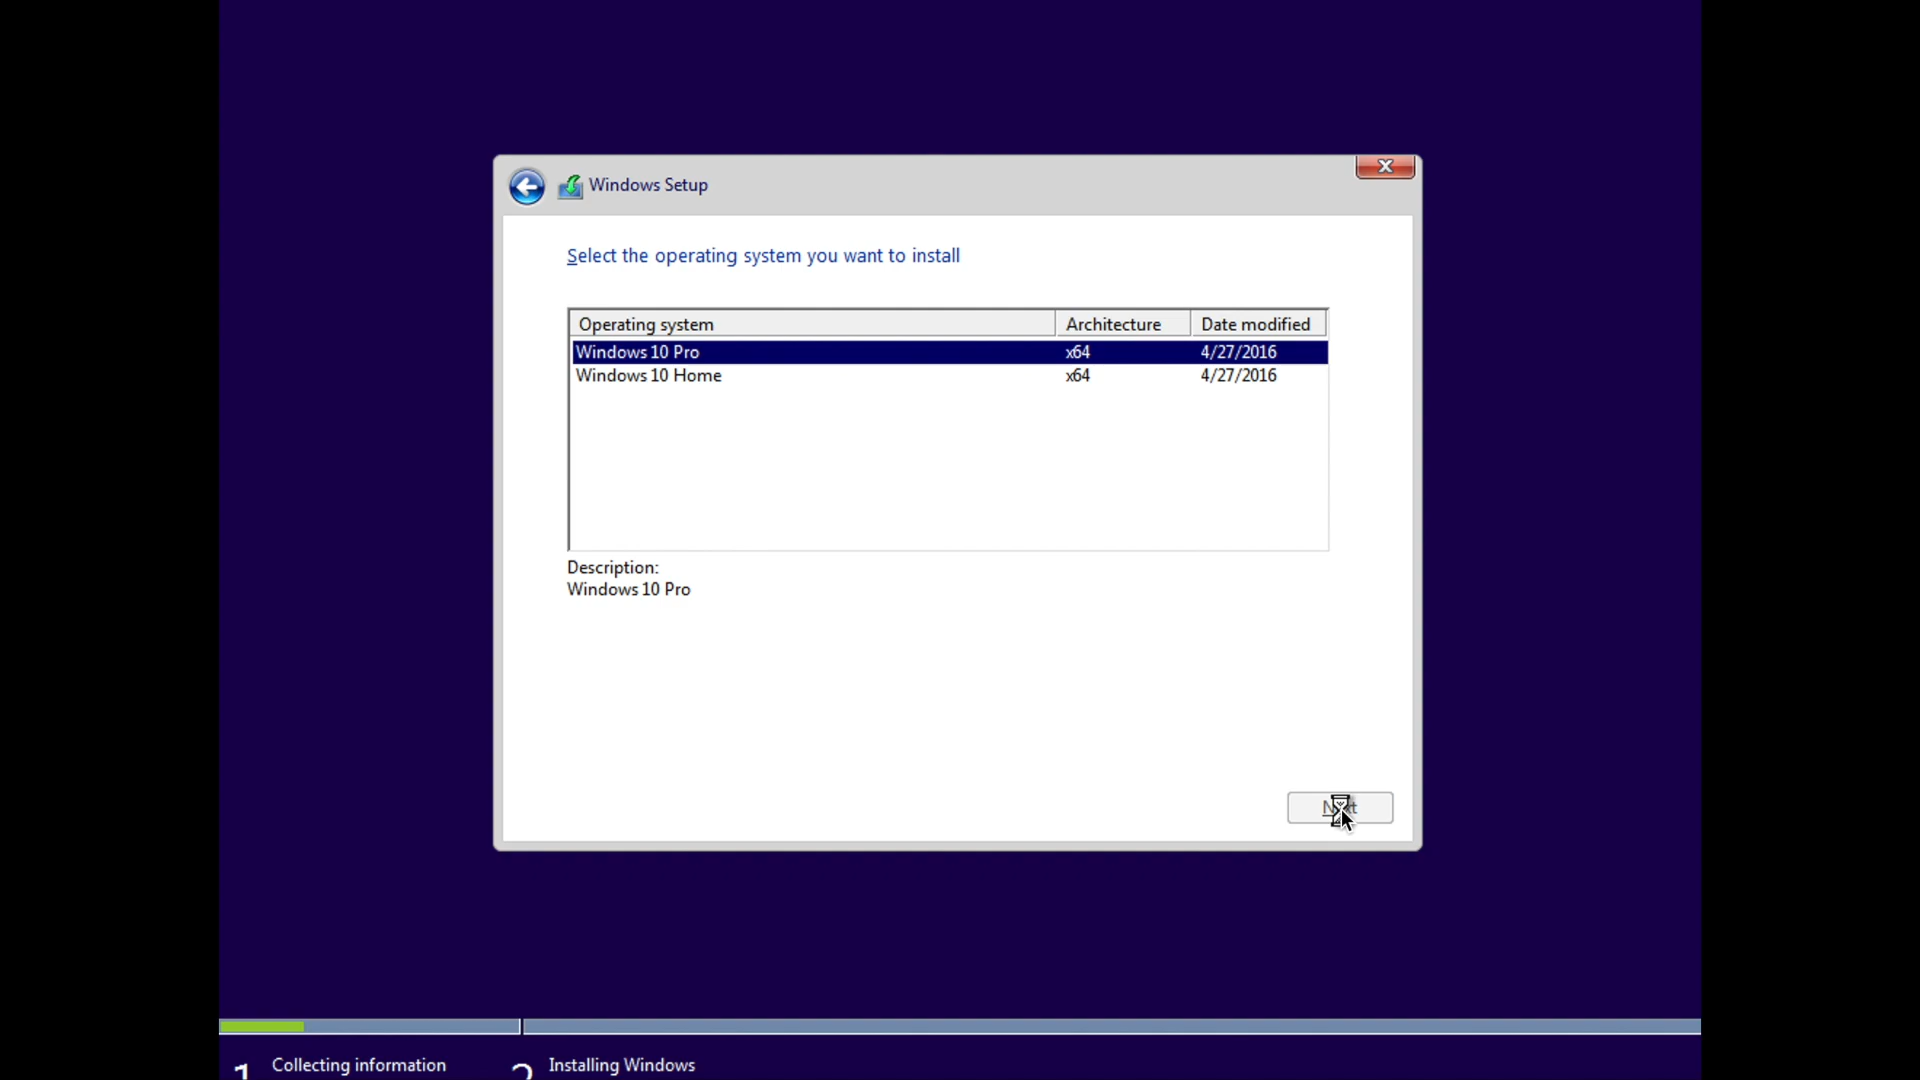 Windows Setup
Select the operating system you want to install
Operating system Architecture Date modified
Windows 10 Pro x64 4/27/2016
Windows 10 Home x64 4/27/2016
Description:
Windows 10 Pro
1 Collecting information 2 Installing Windows